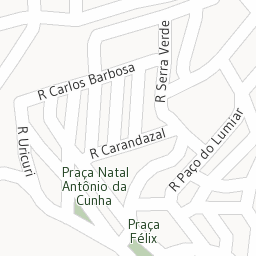 R Carlos Barbosa
R Serra Verde
R Uricuri
R Carandazal
R Paço do Lumiar
Praça Natal
Antônio da
Cunha
Praça
Félix